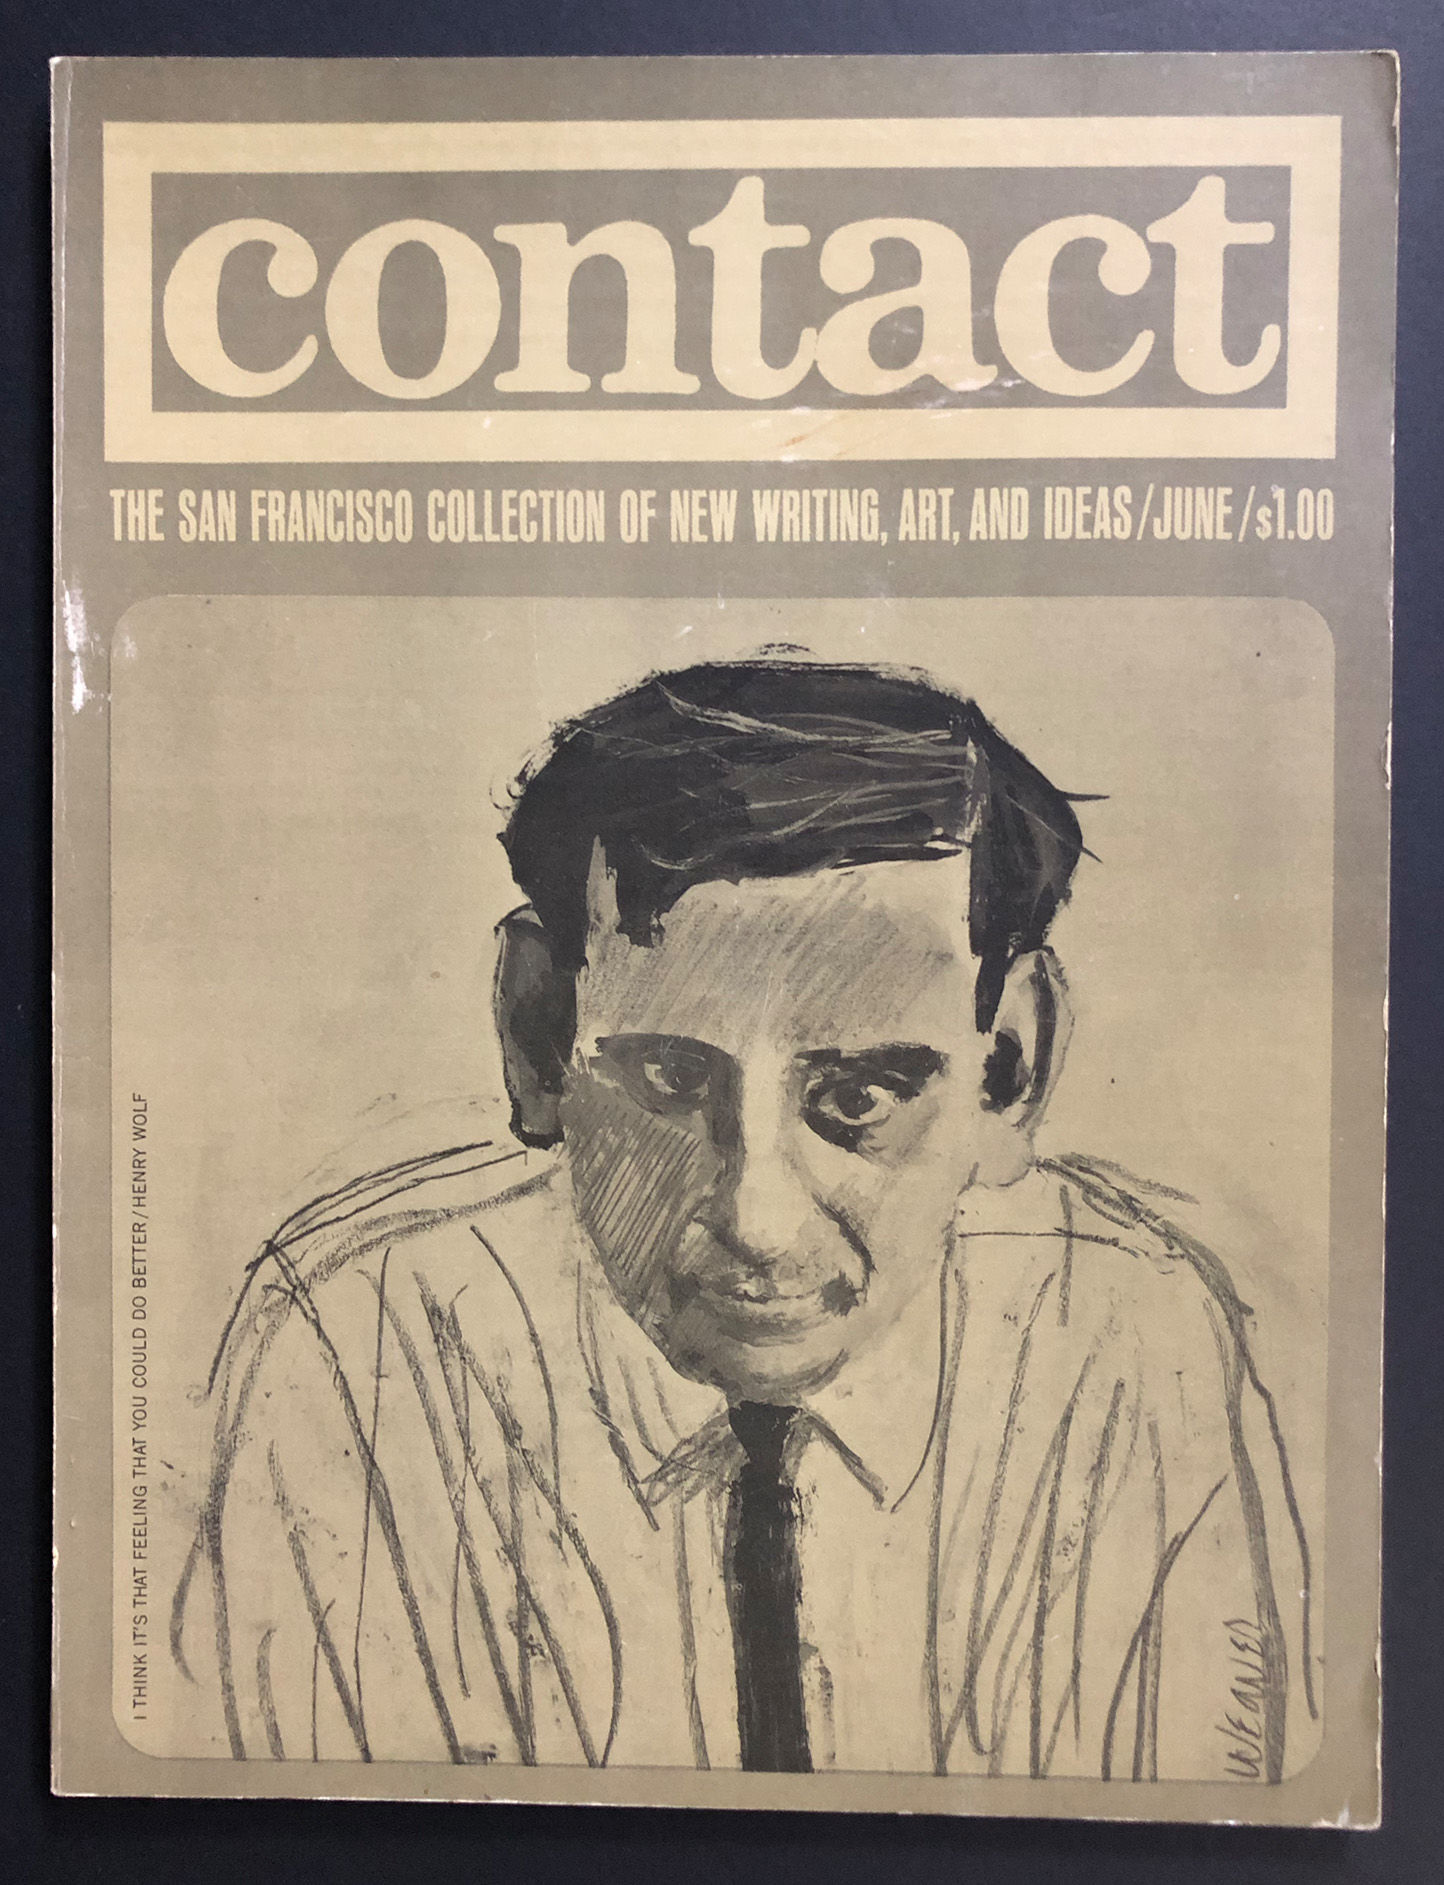 contact
THE SAN FRANCISCO COLLECTION OF NEW WRITING, ART, AND IDEAS/JUNE/$1.00
I THINK IT'S THAT FEELING THAT YOU COULD DO BETTER/HENRY WOLF
WEANER